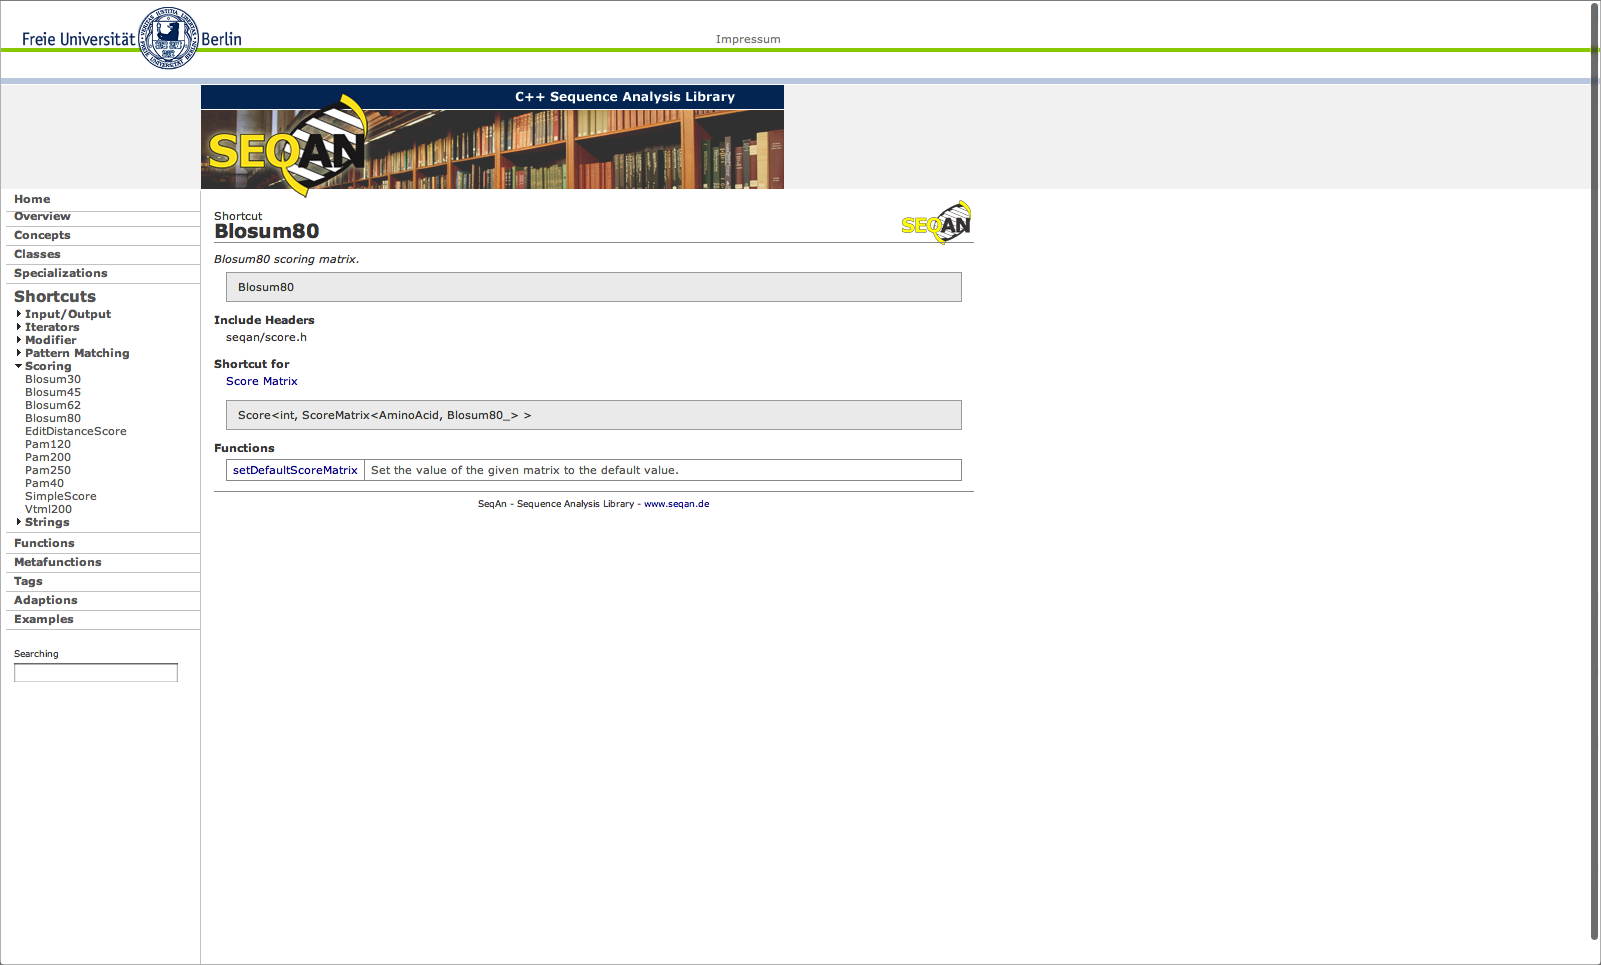 Freie Universität Berlin
Impressum
C++ Sequence Analysis Library
SEQAN
Home
Overview
Concepts
Classes
Specializations
Shortcuts
Input/Output
Iterators
Modifier
Pattern Matching
Scoring
Blosum30
Blosum45
Blosum62
Blosum80
EditDistanceScore
Pam120
Pam200
Pam250
Pam40
SimpleScore
Vtml200
Strings
Functions
Metafunctions
Tags
Adaptions
Examples
Searching
Shortcut
Blosum80
SEQAN
Blosum80 scoring matrix.
Blosum80
Include Headers
seqan/score.h
Shortcut for
Score Matrix
Score<int, ScoreMatrix<AminoAcid, Blosum80_> >
Functions
setDefaultScoreMatrix Set the value of the given matrix to the default value.
SeqAn - Sequence Analysis Library - www.seqan.de